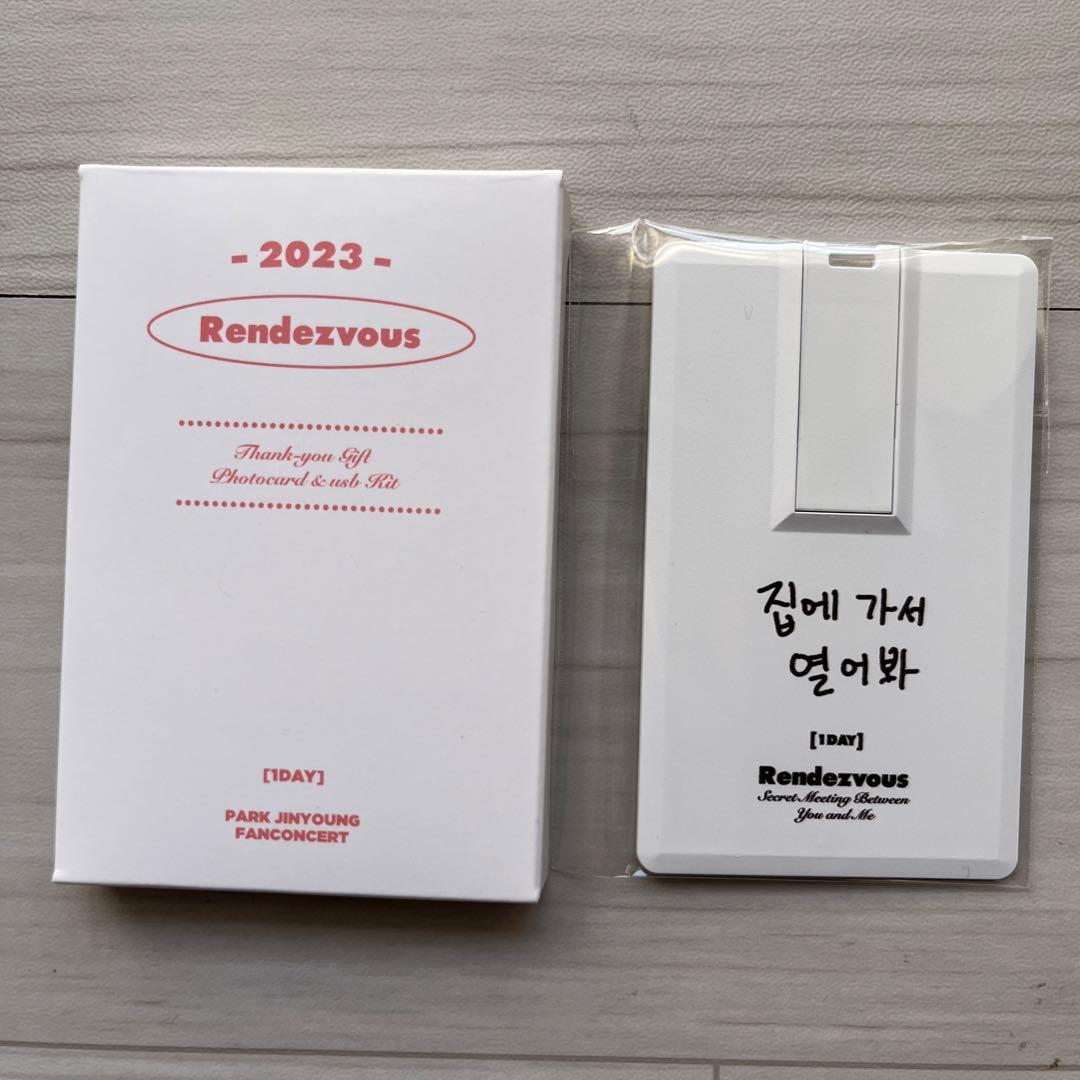 - 2023 -
Rendezvous
Thank-you Gift
Photocard & usb Kit
[1DAY]
PARK JINYOUNG
FANCONCERT
집에 가서
열어봐
[1DAY]
Rendezvous
Secret Meeting Between
You and Me